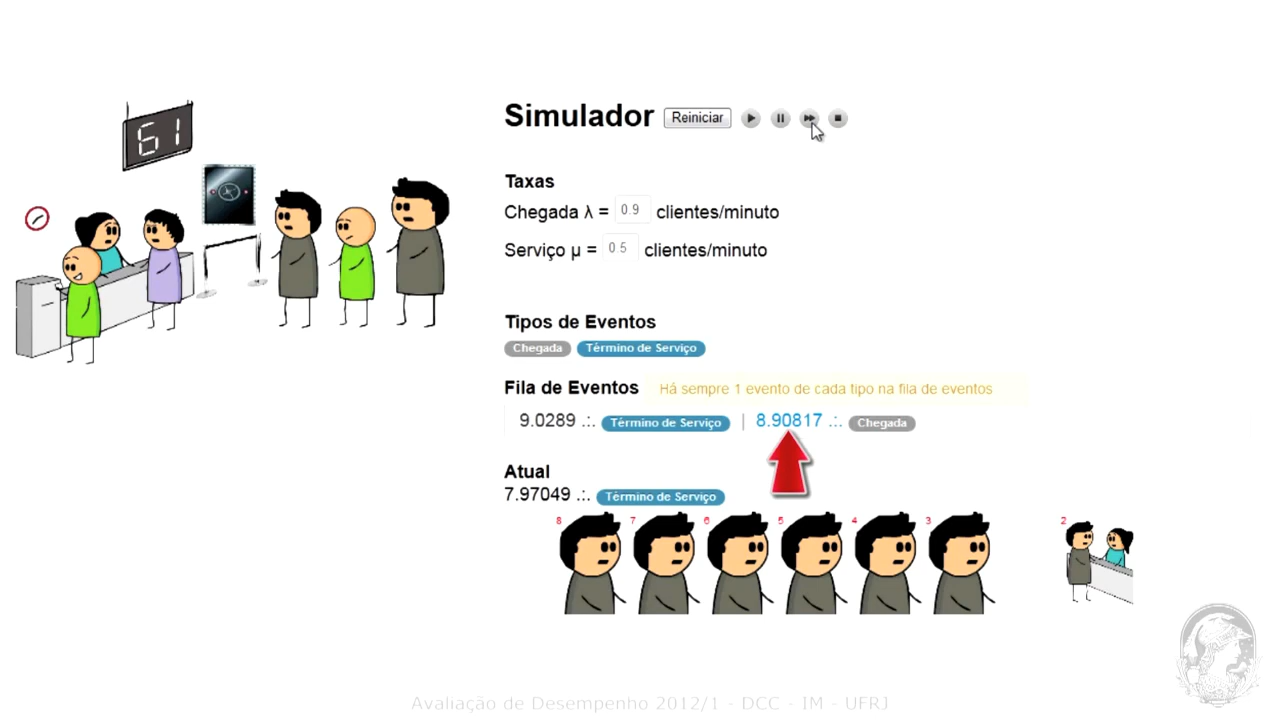 61
Simulador Reiniciar
Taxas
Chegada λ = 0.9 clientes/minuto
Serviço μ = 0.5 clientes/minuto
Tipos de Eventos
Chegada Término de Serviço
Fila de Eventos Há sempre 1 evento de cada tipo na fila de eventos
9.0289 .:. Término de Serviço | 8.90817 .:. Chegada
Atual
7.97049 .:. Término de Serviço
8 7 6 5 4 3 2
Avaliação de Desempenho 2012/1 - DCC - IM - UFRJ